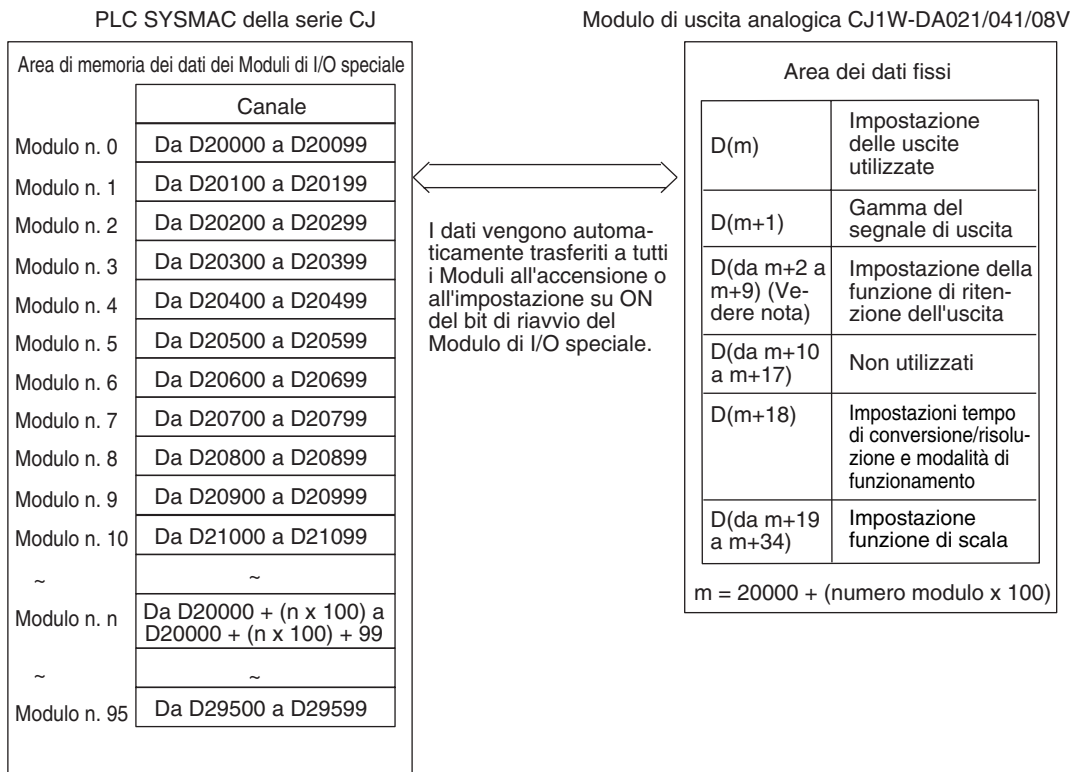 PLC SYSMAC della serie CJ
Area di memoria dei dati dei Moduli di I/O speciale
Canale
Modulo n. 0 Da D20000 a D20099
Modulo n. 1 Da D20100 a D20199
Modulo n. 2 Da D20200 a D20299
Modulo n. 3 Da D20300 a D20399
Modulo n. 4 Da D20400 a D20499
Modulo n. 5 Da D20500 a D20599
Modulo n. 6 Da D20600 a D20699
Modulo n. 7 Da D20700 a D20799
Modulo n. 8 Da D20800 a D20899
Modulo n. 9 Da D20900 a D20999
Modulo n. 10 Da D21000 a D21099
~ ~
Modulo n. n Da D20000 + (n x 100) a
D20000 + (n x 100) + 99
~ ~
Modulo n. 95 Da D29500 a D29599
I dati vengono automa-
ticamente trasferiti a tutti
i Moduli all'accensione o
all'impostazione su ON
del bit di riavvio del
Modulo di I/O speciale.
Modulo di uscita analogica CJ1W-DA021/041/08V
Area dei dati fissi
D(m) Impostazione
delle uscite
utilizzate
D(m+1) Gamma del
segnale di uscita
D(da m+2 a Impostazione della
m+9) (Ve- funzione di riten-
dere nota) zione dell'uscita
D(da m+10
a m+17) Non utilizzati
D(m+18) Impostazioni tempo
di conversione/risolu-
zione e modalità di
funzionamento
D(da m+19 Impostazione
a m+34) funzione di scala
m = 20000 + (numero modulo x 100)